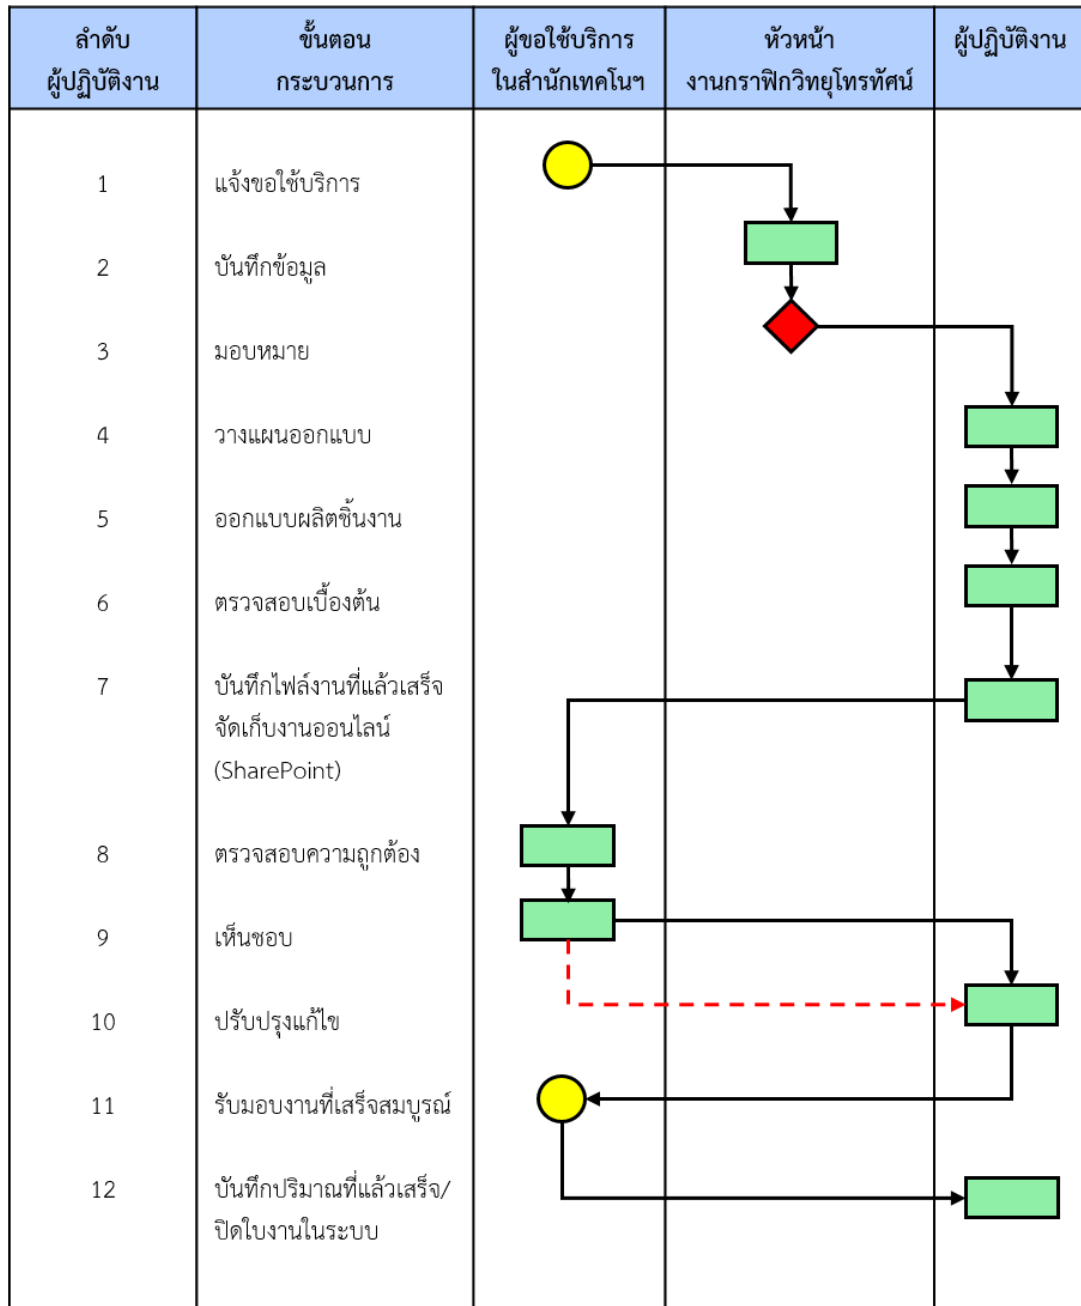 ลำดับ
ผู้ปฏิบัติงาน
ขั้นตอน
กระบวนการ
ผู้ขอใช้บริการ
ในสำนักเทคโนฯ
หัวหน้า
งานกราฟิกวิทยุโทรทัศน์
ผู้ปฏิบัติงาน
1 แจ้งขอใช้บริการ
2 บันทึกข้อมูล
3 มอบหมาย
4 วางแผนออกแบบ
5 ออกแบบผลิตชิ้นงาน
6 ตรวจสอบเบื้องต้น
7 บันทึกไฟล์งานที่แล้วเสร็จ
จัดเก็บงานออนไลน์
(SharePoint)
8 ตรวจสอบความถูกต้อง
9 เห็นชอบ
10 ปรับปรุงแก้ไข
11 รับมอบงานที่เสร็จสมบูรณ์
12 บันทึกปริมาณที่แล้วเสร็จ/
ปิดใบงานในระบบ